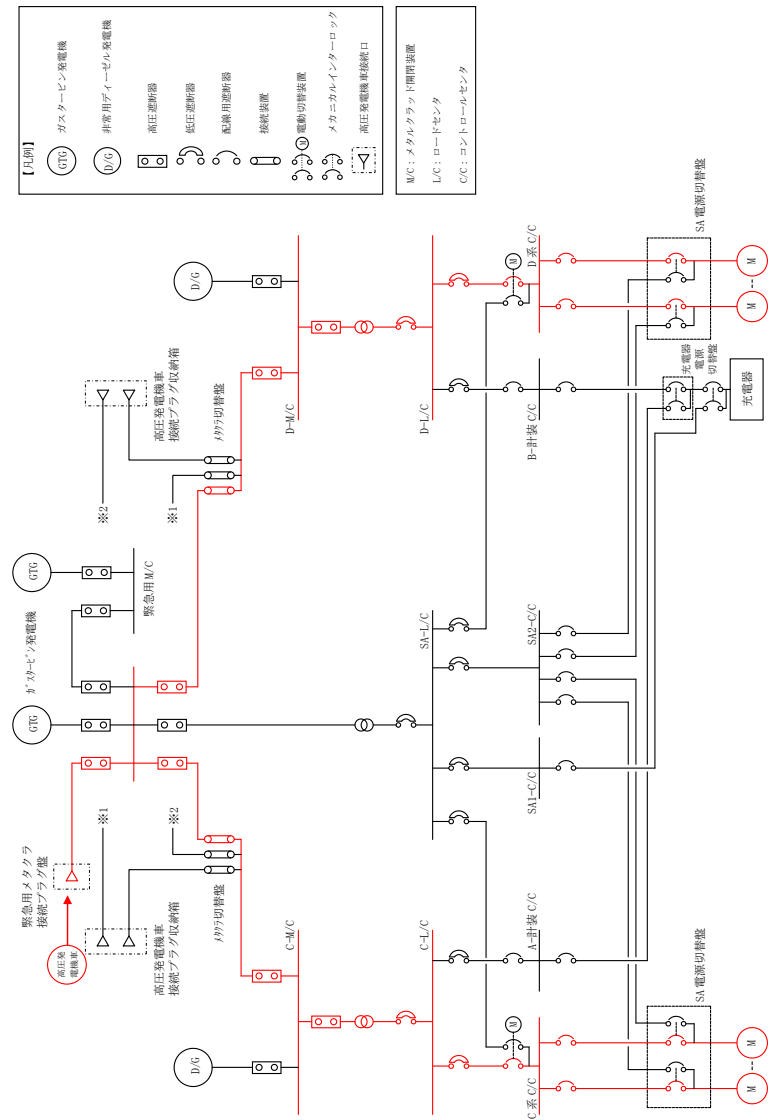 【凡例】
GTG
ガスタービン発電機
D/G
非常用ディーゼル発電機
高圧遮断器
低圧遮断器
配線用遮断器
接続装置
M
電動切替装置
メカニカルインターロック
高圧発電機車接続口
M/C：メタルクラッド開閉装置
L/C：ロードセンタ
C/C：コントロールセンタ
高圧発
電機車
緊急用メタクラ
接続プラグ盤
GTG
ガスタービン発電機
GTG
緊急用M/C
※1
※2
高圧発電機車
接続プラグ収納箱
メタクラ切替盤
※2
※1
高圧発電機車
接続プラグ収納箱
メタクラ切替盤
D/G
C-M/C
D/G
D-M/C
C-L/C
SA-L/C
D-L/C
M
C系C/C
A-計装C/C
SA1-C/C
SA2-C/C
B-計装C/C
M
D系C/C
SA電源切替盤
M
M
充電器
電源
切替盤
充電器
SA電源切替盤
M
M